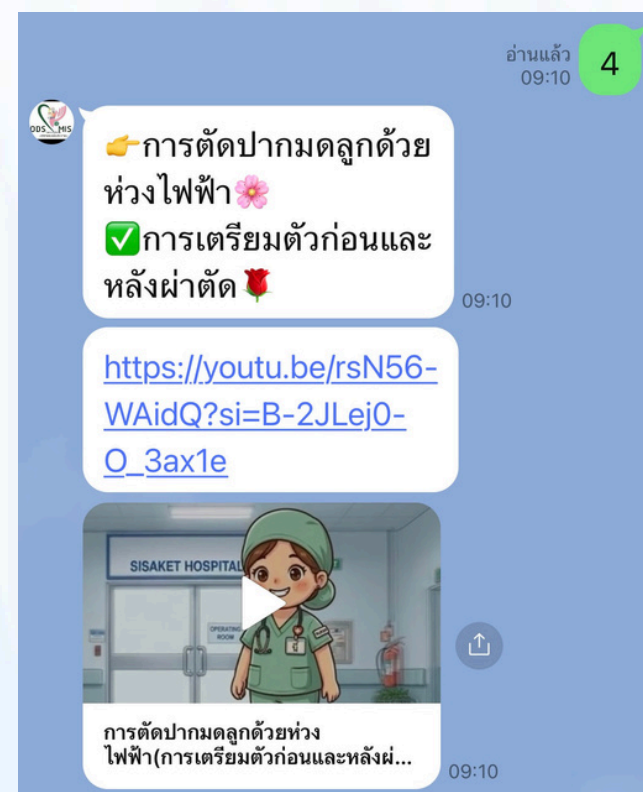 อ่านแล้ว
09:10
4
ODS MIS
👉การตัดปากมดลูกด้วย
ห่วงไฟฟ้า🌸
✅การเตรียมตัวก่อนและ
หลังผ่าตัด🌹
09:10
https://youtu.be/rsN56-
WAidQ?si=B-2JLej0-
O_3ax1e
SISAKET HOSPITAL
OPERATING
ROOM
การตัดปากมดลูกด้วยห่วง
ไฟฟ้า(การเตรียมตัวก่อนและหลังผ่...
09:10